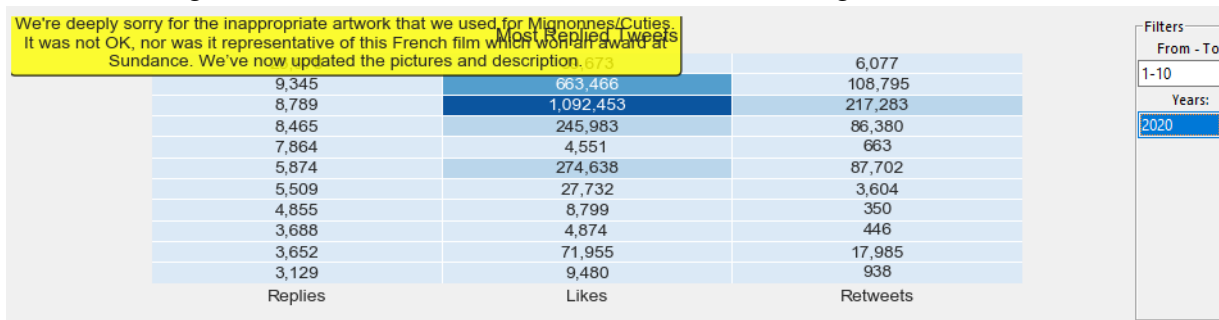 We're deeply sorry for the inappropriate artwork that we used for Mignonnes/Cuties.
It was not OK, nor was it representative of this French film which won an award at
Sundance. We've now updated the pictures and description.
Most Replied Tweets
6,077
9,345 663,466 108,795
8,789 1,092,453 217,283
8,465 245,983 86,380
7,864 4,551 663
5,874 274,638 87,702
5,509 27,732 3,604
4,855 8,799 350
3,688 4,874 446
3,652 71,955 17,985
3,129 9,480 938
Replies Likes Retweets
Filters
From - To
1-10
Years:
2020